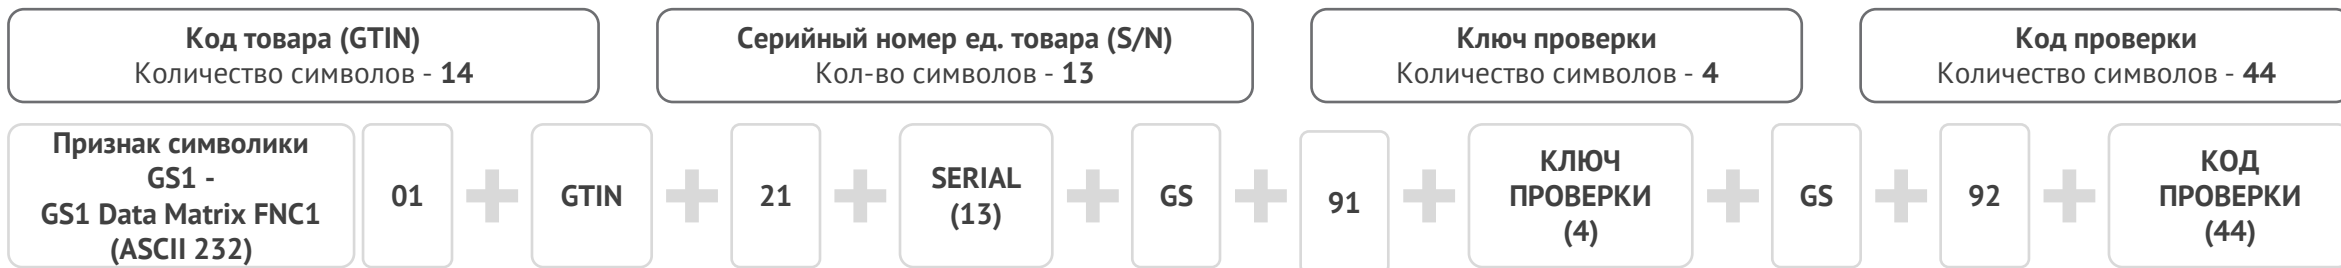 Код товара (GTIN)
Количество символов - 14
Серийный номер ед. товара (S/N)
Кол-во символов - 13
Ключ проверки
Количество символов - 4
Код проверки
Количество символов - 44
Признак символики
GS1 -
GS1 Data Matrix FNC1
(ASCII 232)
01
GTIN
21
SERIAL
(13)
GS
91
КЛЮЧ
ПРОВЕРКИ
(4)
GS
92
КОД
ПРОВЕРКИ
(44)